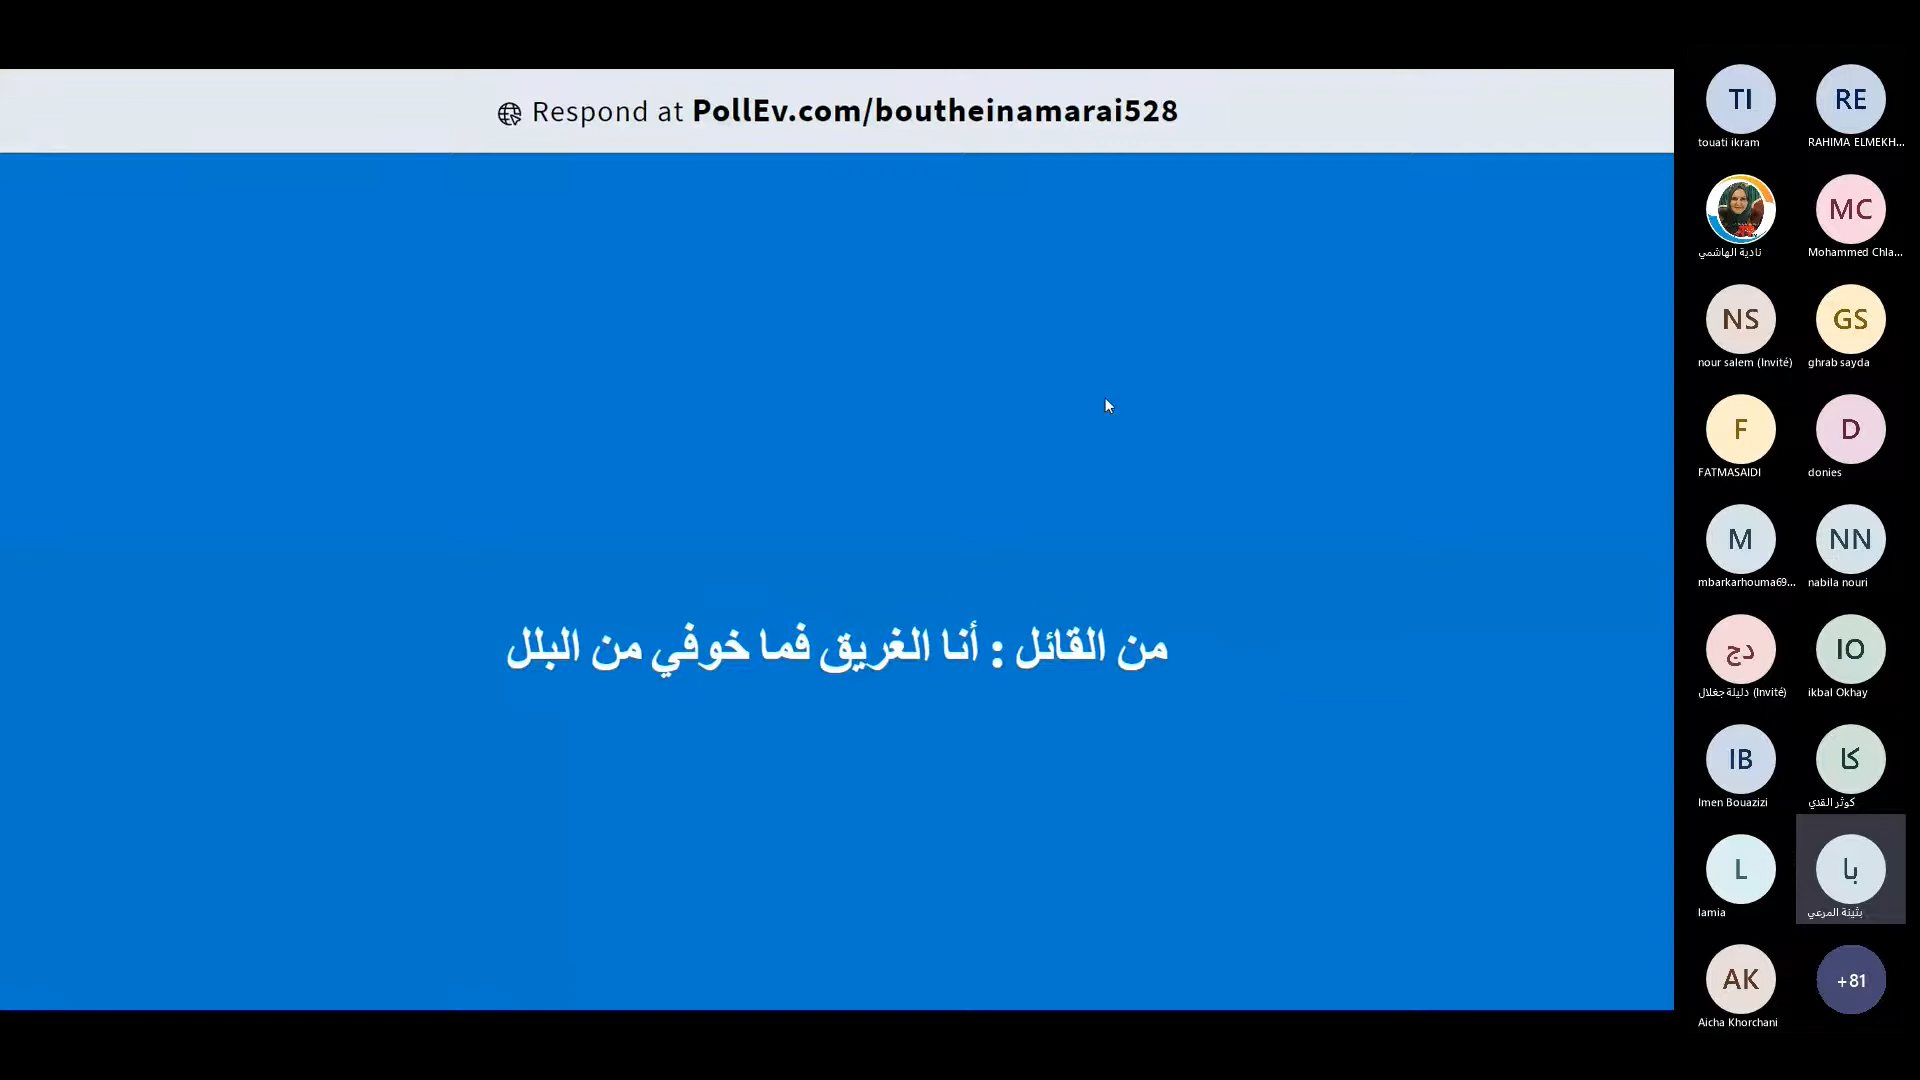 Respond at PollEv.com/boutheinamarai528
من القائل : أنا الغريق فما خوفي من البلل
TI
touati ikram
RE
RAHIMA ELMEKH...
نادية الهاشمي
MC
Mohammed Chla...
NS
nour salem (Invité)
GS
ghrab sayda
F
FATMASAIDI
D
donies
M
mbarkarhouma69...
NN
nabila nouri
دج
دليلة جغلال (Invité)
IO
ikbal Okhay
IB
Imen Bouazizi
كا
كوثر القدي
L
lamia
با
بثينة المرعي
AK
Aicha Khorchani
+81